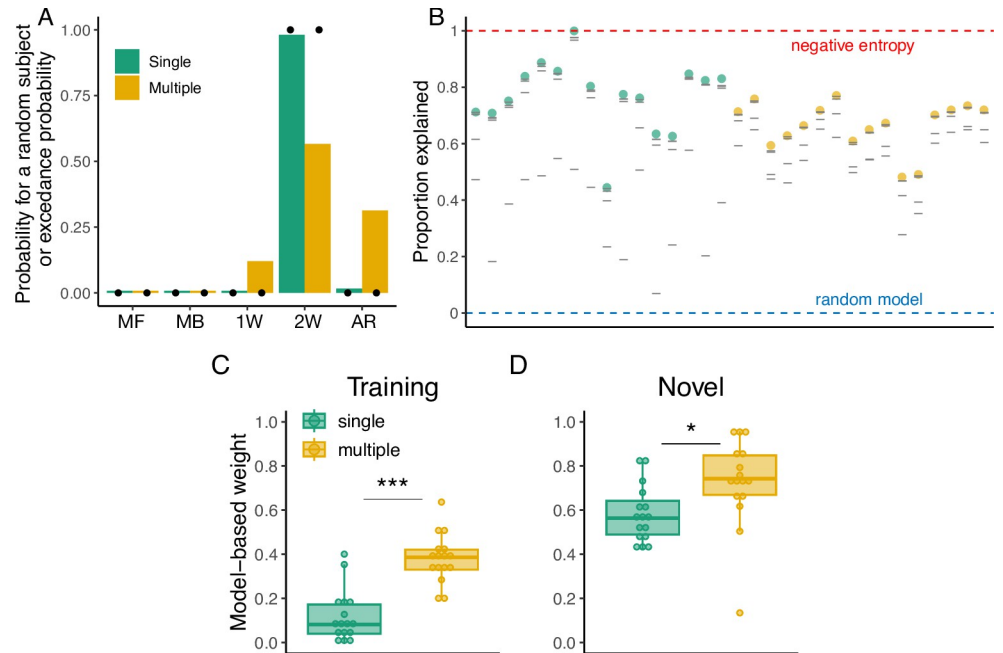 A
Probability for a random subject
or excedance probability
1.00
0.75
0.50
0.25
0.00
Single
Multiple
MF
MB
1W
2W
AR
B
Proportion explained
1
0.8
0.6
0.4
0.2
0
negative entropy
random model
C
Training
Model−based weight
1.0
0.8
0.6
0.4
0.2
0.0
single
multiple
***
D
Novel
1.0
0.8
0.6
0.4
0.2
0.0
*